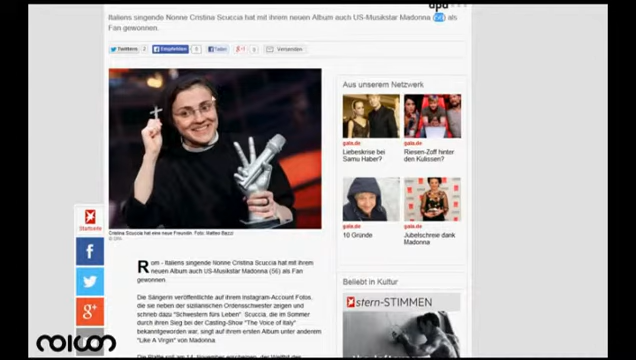 Italiens singende Nonne Cristina Scuccia hat mit ihrem neuen Album auch US-Musikstar Madonna (56) als
Fan gewonnen.
Twittern 2
Empfehlen
Teilen
+1 0
Versenden
Aus unserem Netzwerk
gala.de
Liebeskrise bei
Samu Haber?
gala.de
Riesen-Zoff hinter
den Kulissen?
gala.de
10 Gründe
gala.de
Jubelschreie dank
Madonna
Startseite
Cristina Scuccia hat eine neue Freundin. Foto: Matteo Bazzi
© DPA
Rom - Italiens singende Nonne Cristina Scuccia hat mit ihrem
neuen Album auch US-Musikstar Madonna (56) als Fan
gewonnen.
Die Sängerin veröffentlichte auf ihrem Instagram-Account Fotos,
die sie neben der sizilianischen Ordensschwester zeigen und
schrieb dazu "Schwestern fürs Leben". Scuccia, die im Sommer
durch ihren Sieg bei der Casting-Show "The Voice of Italy"
bekanntgeworden war, singt auf ihrem ersten Album unter anderem
"Like A Virgin" von Madonna
Beliebt in Kultur
stern-STIMMEN